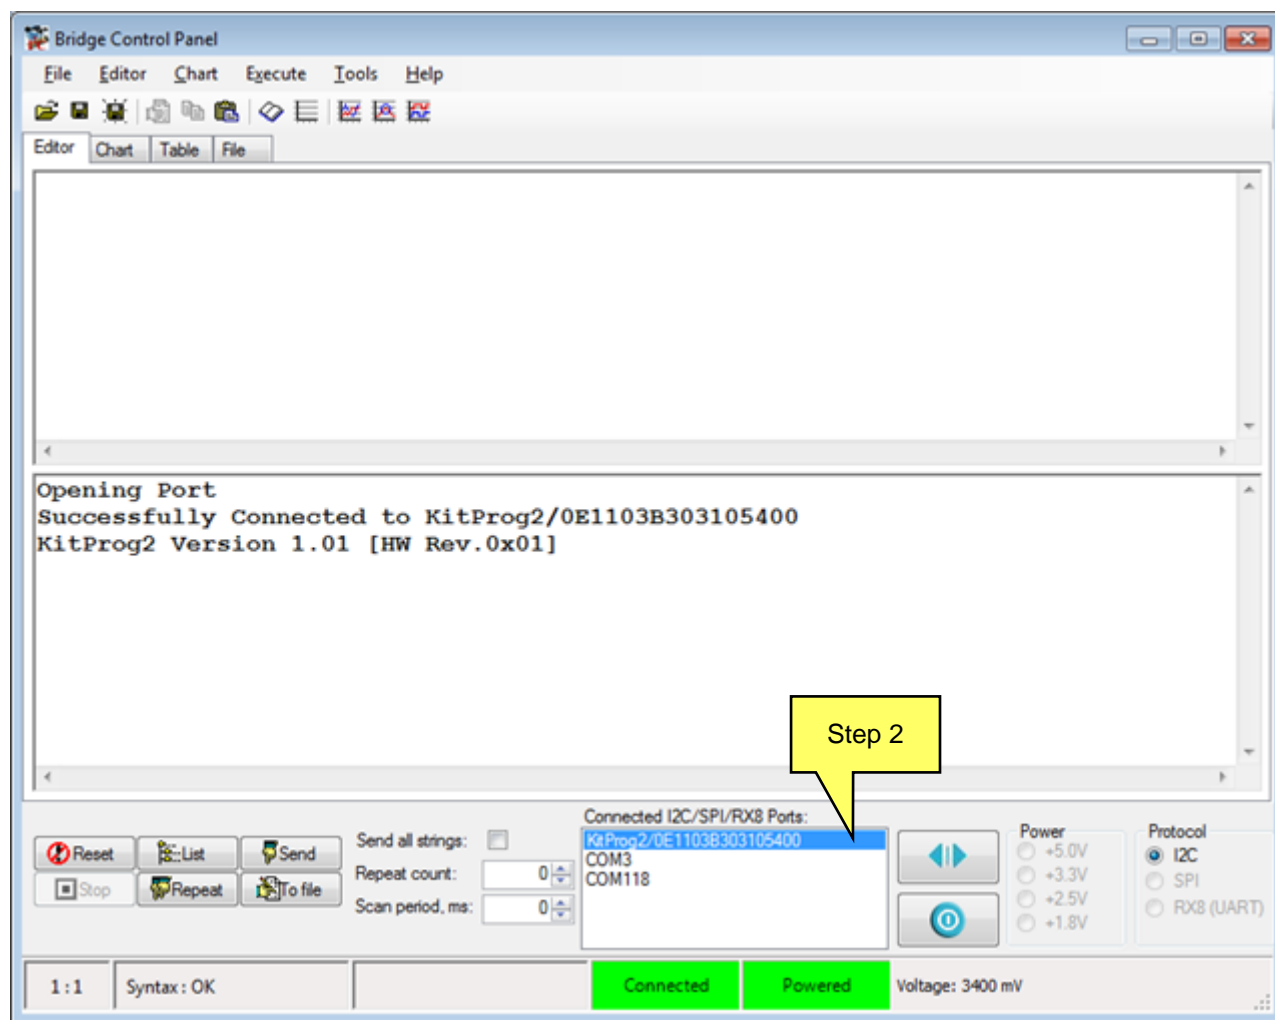 Bridge Control Panel
File Editor Chart Execute Tools Help
Editor Chart Table File
Opening Port
Successfully Connected to KitProg2/0E1103B303105400
KitProg2 Version 1.01 [HW Rev.0x01]
Step 2
Connected I2C/SPI/RX8 Ports:
KitProg2/0E1103B303105400
COM3
COM118
Reset List Send
Stop Repeat To file
Send all strings:
Repeat count: 0
Scan period, ms: 0
Power
+5.0V
+3.3V
+2.5V
+1.8V
Protocol
I2C
SPI
RX8 (UART)
1:1 Syntax : OK Connected Powered Voltage: 3400 mV